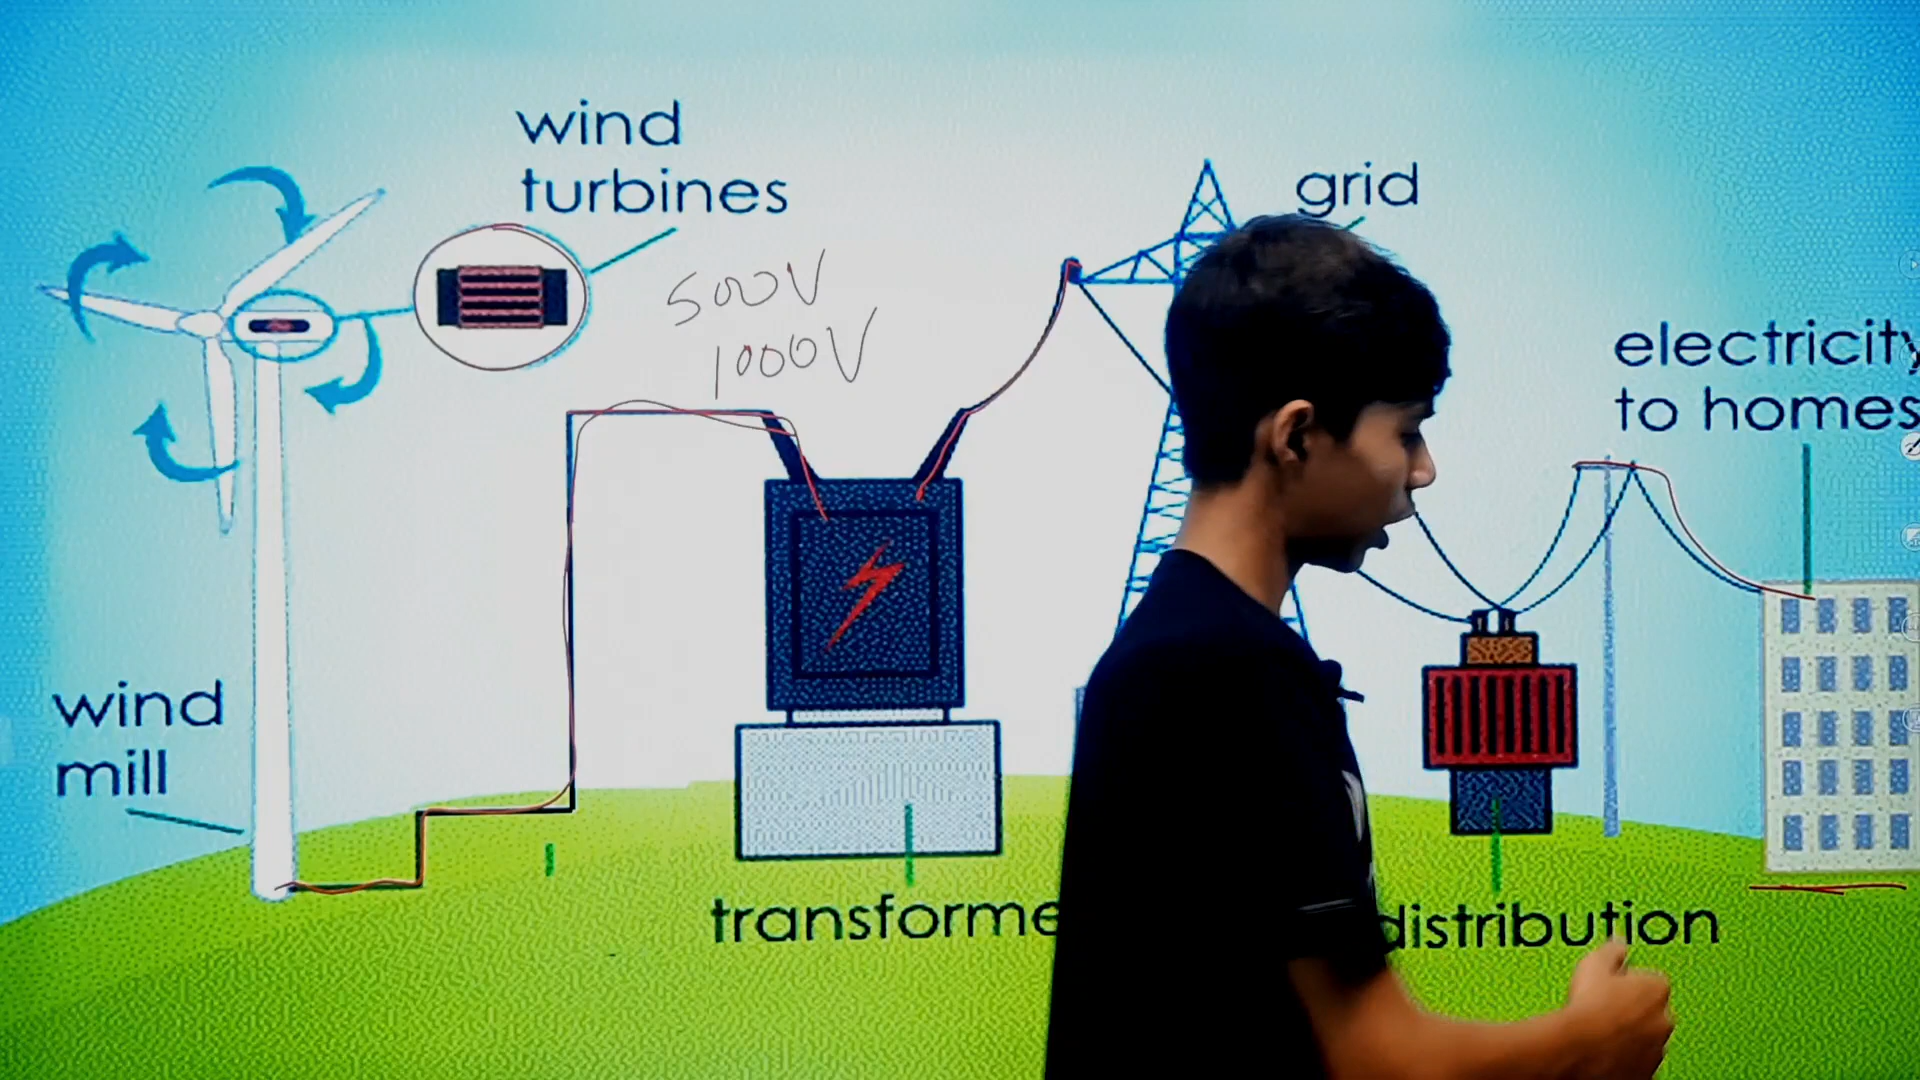 wind
turbines
grid
500V
1000V
electricity
to homes
wind
mill
transforme
distribution